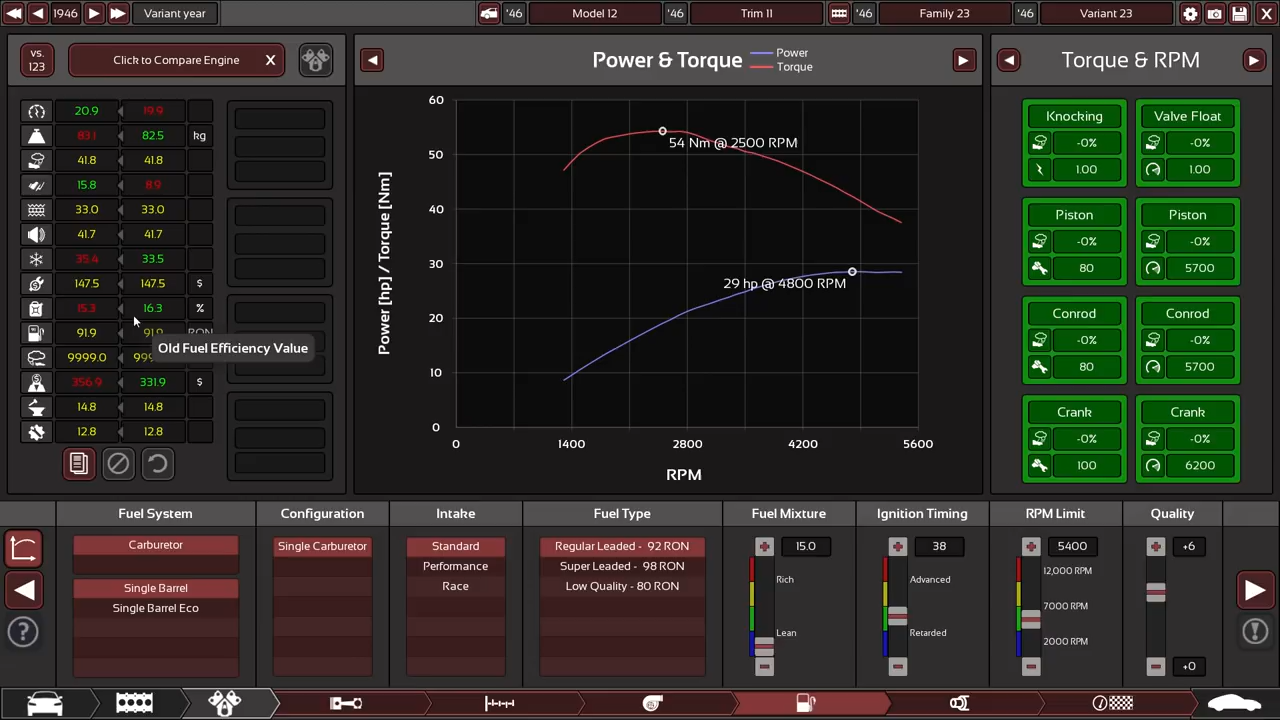 1946
Variant year
'46
Model 12
'46
Trim 11
'46
Family 23
'46
Variant 23
vs.
123
Click to Compare Engine
X
Power & Torque
Power
Torque
Torque & RPM
20.9
19.9
83.1
82.5
kg
41.8
41.8
15.8
8.9
33.0
33.0
41.7
41.7
35.4
33.5
147.5
147.5
$
15.3
16.3
%
91.9
91.9
RON
Old Fuel Efficiency Value
9999.0
356.9
331.9
$
14.8
14.8
12.8
12.8
Power [hp] / Torque [Nm]
60
50
40
30
20
10
0
54 Nm @ 2500 RPM
29 hp @ 4800 RPM
0
1400
2800
4200
5600
RPM
Knocking
-0%
1.00
Valve Float
-0%
1.00
Piston
-0%
80
Piston
-0%
5700
Conrod
-0%
80
Conrod
-0%
5700
Crank
-0%
100
Crank
-0%
6200
Fuel System
Carburetor
Single Barrel
Single Barrel Eco
Configuration
Single Carburetor
Intake
Standard
Performance
Race
Fuel Type
Regular Leaded - 92 RON
Super Leaded - 98 RON
Low Quality - 80 RON
Fuel Mixture
15.0
Rich
Lean
Ignition Timing
38
Advanced
Retarded
RPM Limit
5400
12,000 RPM
7000 RPM
2000 RPM
Quality
+6
+0